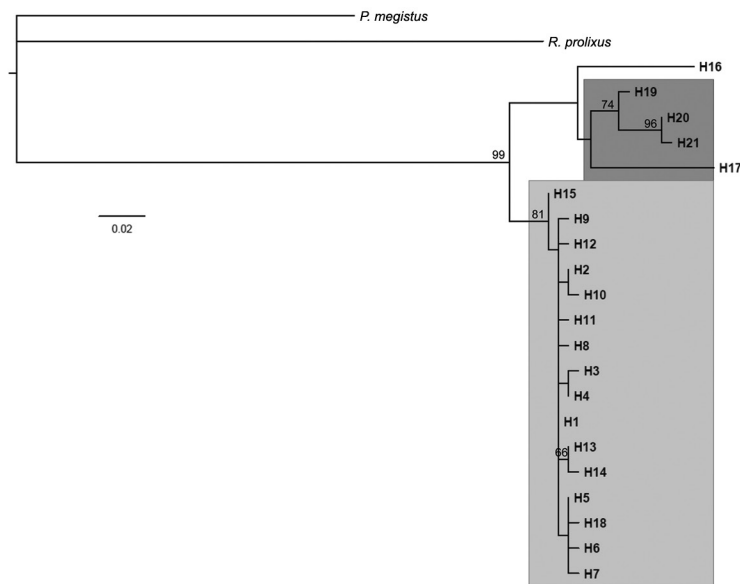 P. megistus
R. prolixus
H16
74
H19
96
H20
H21
99
H17
81
H15
H9
0.02
H12
H2
H10
H11
H8
H3
H4
H1
66
H13
H14
H5
H18
H6
H7